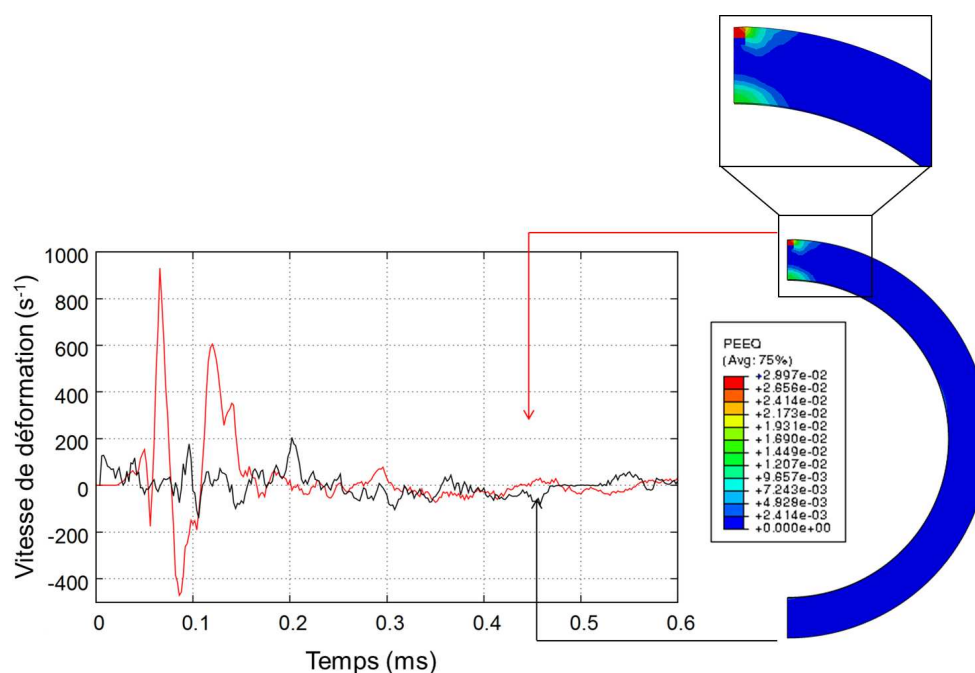 1000
800
600
400
200
0
-200
-400
Vitesse de déformation (s⁻¹)
0 0.1 0.2 0.3 0.4 0.5 0.6
Temps (ms)
PEEQ
(Avg: 75%)
+2.897e-02
+2.656e-02
+2.414e-02
+2.173e-02
+1.931e-02
+1.690e-02
+1.449e-02
+1.207e-02
+9.657e-03
+7.243e-03
+4.828e-03
+2.414e-03
+0.000e+00